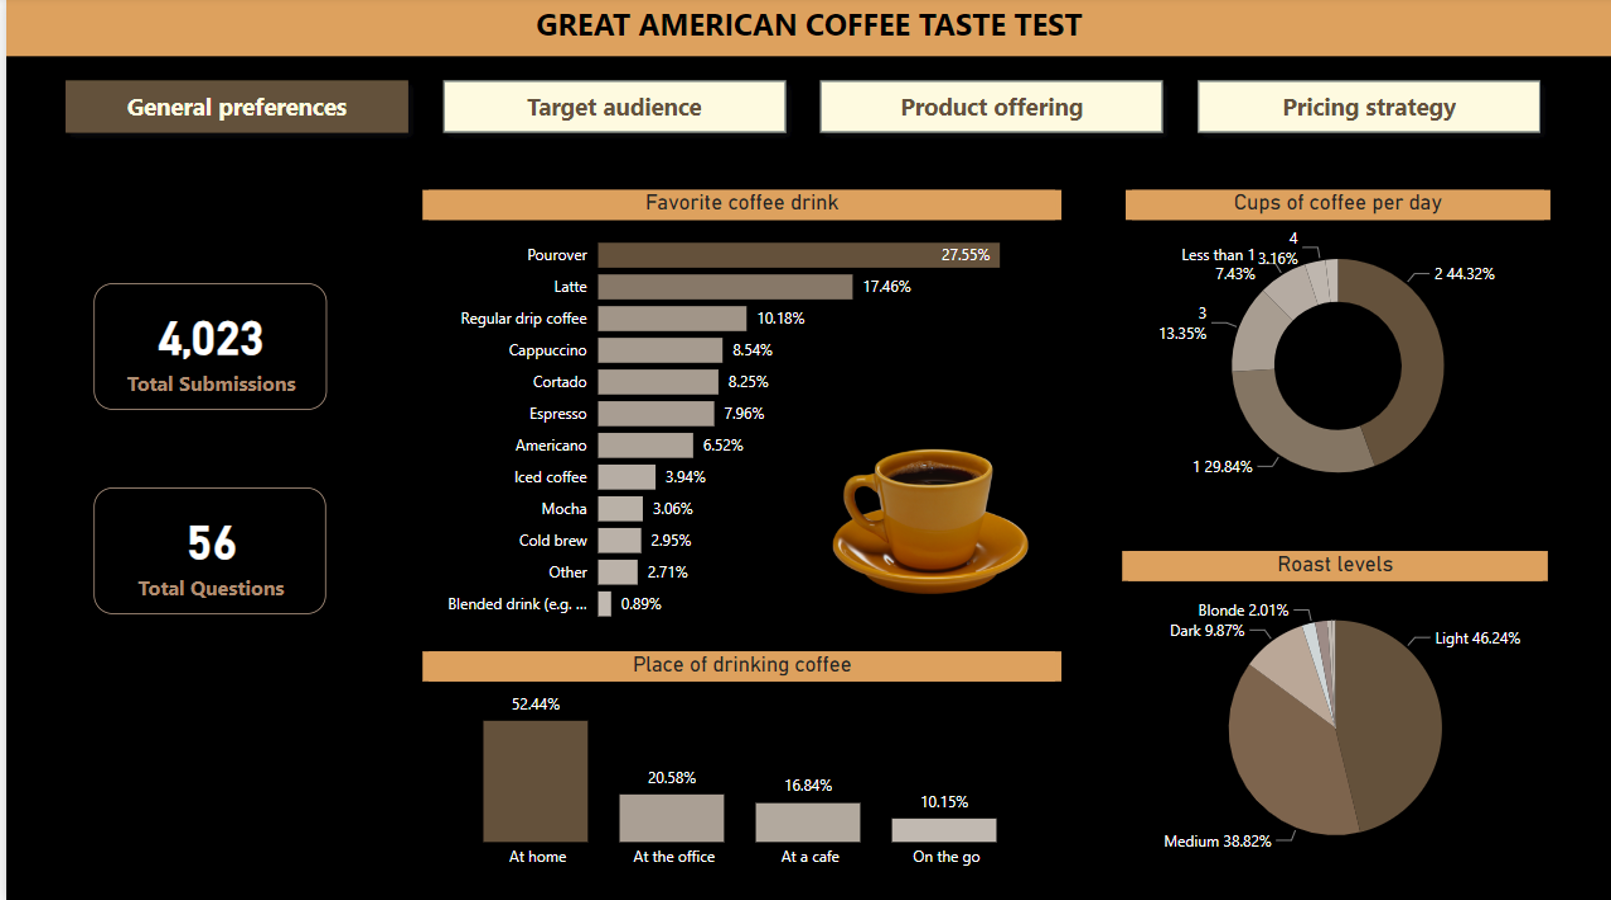 GREAT AMERICAN COFFEE TASTE TEST
General preferences
Target audience
Product offering
Pricing strategy
4,023
Total Submissions
56
Total Questions
Favorite coffee drink
Pourover 27.55%
Latte 17.46%
Regular drip coffee 10.18%
Cappuccino 8.54%
Cortado 8.25%
Espresso 7.96%
Americano 6.52%
Iced coffee 3.94%
Mocha 3.06%
Cold brew 2.95%
Other 2.71%
Blended drink (e.g. ... 0.89%
Place of drinking coffee
52.44%
20.58%
16.84%
10.15%
At home
At the office
At a cafe
On the go
Cups of coffee per day
4
3.16%
Less than 1
7.43%
2 44.32%
3
13.35%
1 29.84%
Roast levels
Blonde 2.01%
Dark 9.87%
Light 46.24%
Medium 38.82%